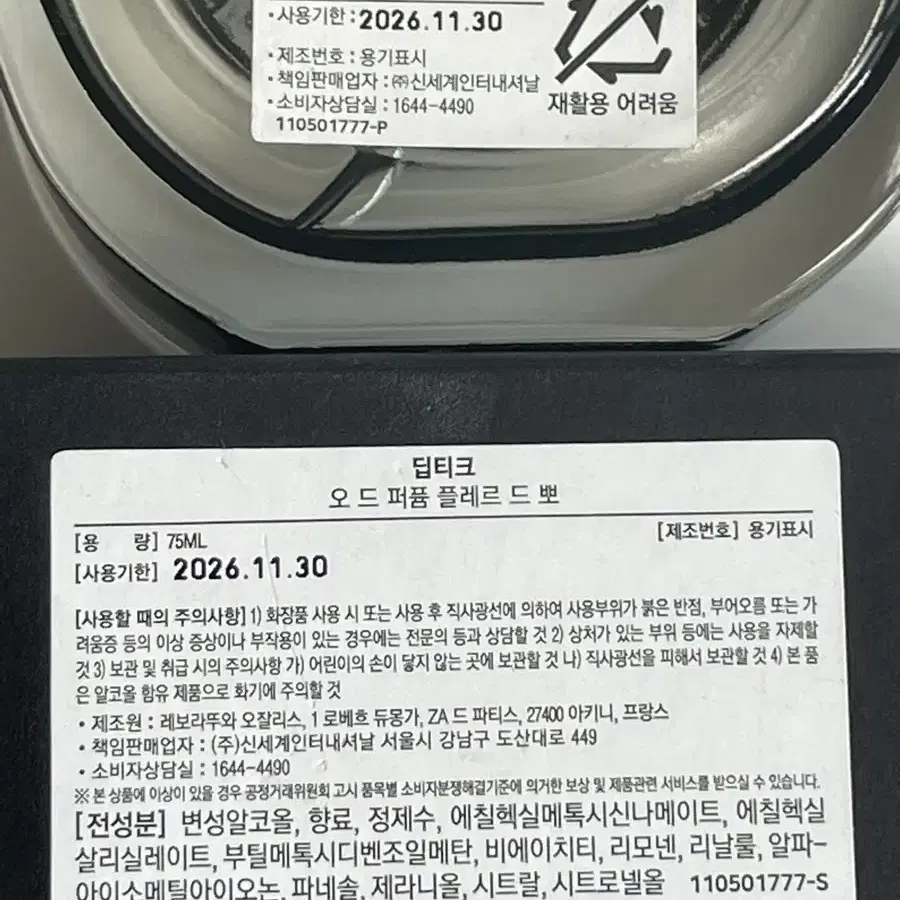 · 사용기한 : 2026.11.30
· 제조번호 : 용기표시
· 책임판매업자 : ㈜신세계인터내셔날
· 소비자상담실 : 1644-4490
110501777-P
재활용 어려움
딥티크
오 드 퍼퓸 플레르 드 뽀
[용 량] 75ML
[제조번호] 용기표시
[사용기한] 2026.11.30
[사용할 때의 주의사항] 1) 화장품 사용 시 또는 사용 후 직사광선에 의하여 사용부위가 붉은 반점, 부어오름 또는 가
려움증 등의 이상 증상이나 부작용이 있는 경우에는 전문의 등과 상담할 것 2) 상처가 있는 부위 등에는 사용을 자제할
것 3) 보관 및 취급 시의 주의사항 가) 어린이의 손이 닿지 않는 곳에 보관할 것 나) 직사광선을 피해서 보관할 것 4) 본 품
은 알코올 함유 제품으로 화기에 주의할 것
· 제조원 : 레보라뚜와 오잘리스, 1 로베흐 듀몽가, ZA 드 파티스, 27400 아키니, 프랑스
· 책임판매업자 : (주)신세계인터내셔날 서울시 강남구 도산대로 449
· 소비자상담실 : 1644-4490
※ 본 상품에 이상이 있을 경우 공정거래위원회 고시 품목별 소비자분쟁해결기준에 의거한 보상 및 제품관련 서비스를 받으실 수 있습니다.
[전성분] 변성알코올, 향료, 정제수, 에칠헥실메톡시신나메이트, 에칠헥실
살리실레이트, 부틸메톡시디벤조일메탄, 비에이치티, 리모넨, 리날룰, 알파-
아이소메틸아이오논, 파네솔, 제라니올, 시트랄, 시트로넬올 110501777-S